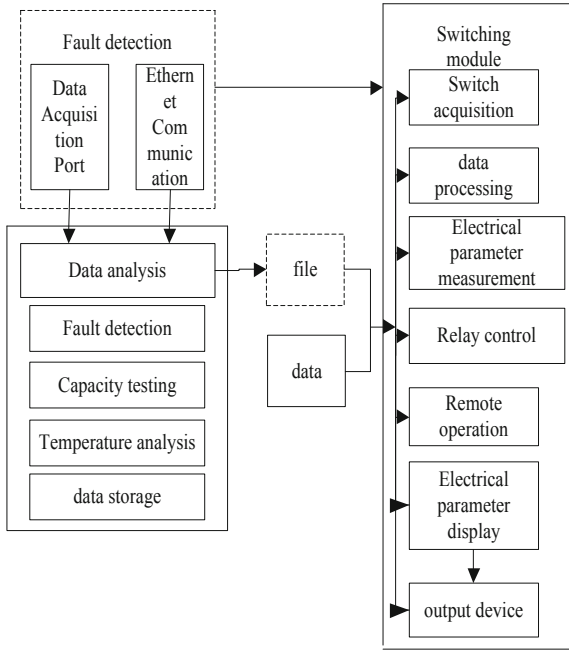 Fault detection
Data
Acquisi
tion
Port
Ether
net
Com
munic
ation
Data analysis
Fault detection
Capacity testing
Temperature analysis
data storage
file
data
Switching
module
Switch
acquisition
data
processing
Electrical
parameter
measurement
Relay control
Remote
operation
Electrical
parameter
display
output device